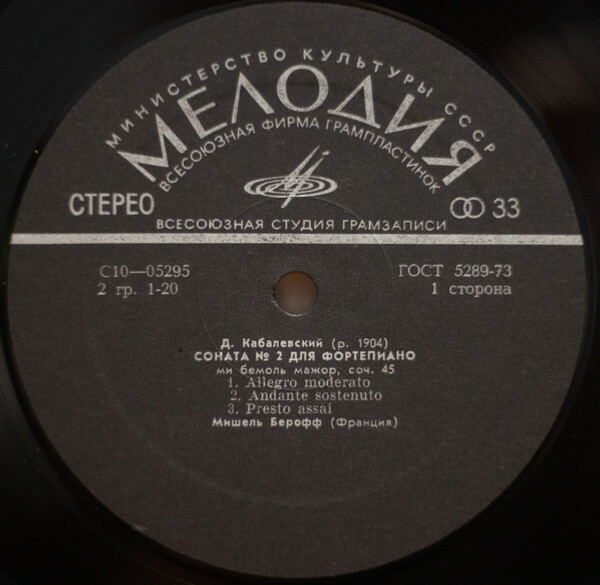 МИНИСТЕРСТВО КУЛЬТУРЫ СССР
МЕЛОДИЯ
ВСЕСОЮЗНАЯ ФИРМА ГРАМПЛАСТИНОК
СТЕРЕО
33
ВСЕСОЮЗНАЯ СТУДИЯ ГРАМЗАПИСИ
С10—05295
ГОСТ 5289-73
2 гр. 1-20
1 сторона
Д. Кабалевский (р. 1904)
СОНАТА № 2 ДЛЯ ФОРТЕПИАНО
ми бемоль мажор, соч. 45
1. Allegro moderato
2. Andante sostenuto
3. Presto assai
Мишель Берофф (Франция)